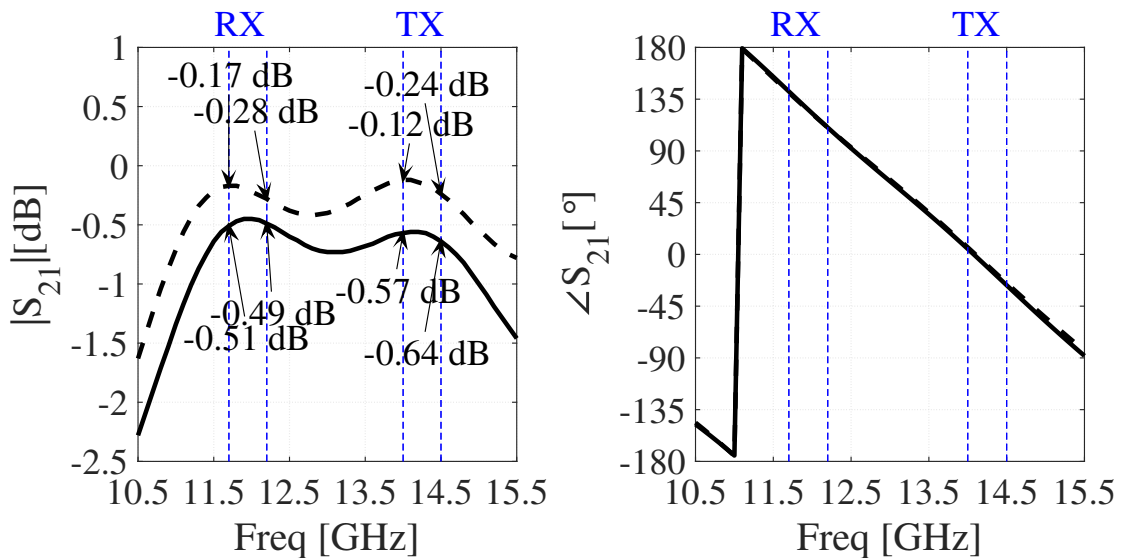 RX TX
1
0.5
0
-0.5
-1
-1.5
-2
-2.5
|S21|[dB]
-0.17 dB
-0.24 dB
-0.28 dB
-0.12 dB
-0.57 dB
-0.49 dB
-0.51 dB
-0.64 dB
10.5 11.5 12.5 13.5 14.5 15.5
Freq [GHz]
RX TX
180
135
90
45
0
-45
-90
-135
-180
∠S21[°]
10.5 11.5 12.5 13.5 14.5 15.5
Freq [GHz]